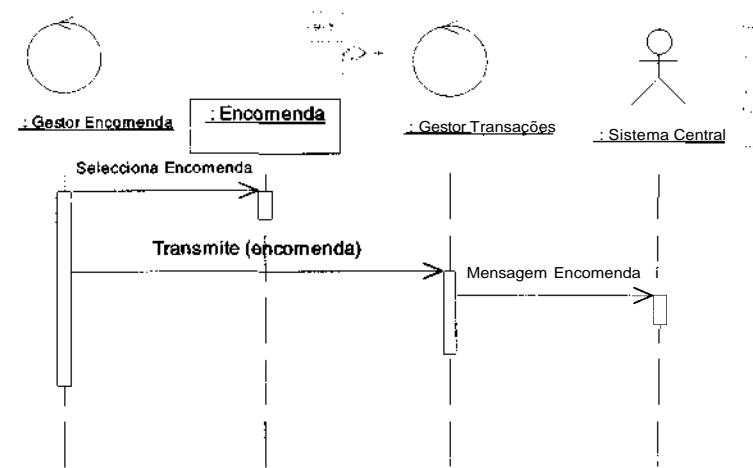 : Gestor Encomenda
: Encomenda
: Gestor Transações
: Sistema Central
Selecciona Encomenda
Transmite (encomenda)
Mensagem Encomenda í